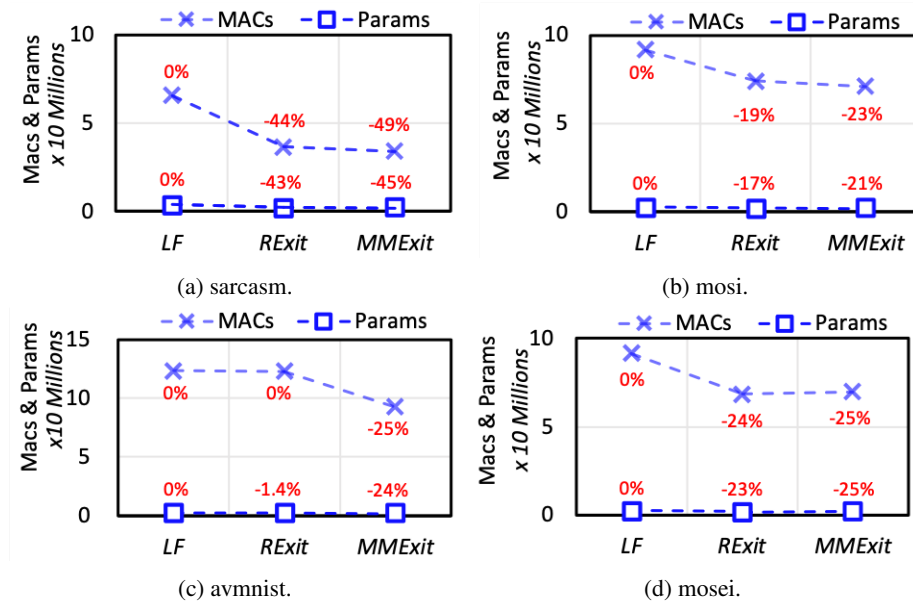 MACs Params
10
5
0
Macs & Params
x 10 Millions
0%
-44%
-49%
0%
-43%
-45%
LF RExit MMExit
(a) sarcasm.
MACs Params
10
5
0
Macs & Params
x 10 Millions
0%
-19%
-23%
0%
-17%
-21%
LF RExit MMExit
(b) mosi.
MACs Params
15
10
5
0
Macs & Params
x10 Millions
0%
0%
-25%
0%
-1.4%
-24%
LF RExit MMExit
(c) avmnist.
MACs Params
10
5
0
Macs & Params
x 10 Millions
0%
-24%
-25%
0%
-23%
-25%
LF RExit MMExit
(d) mosei.